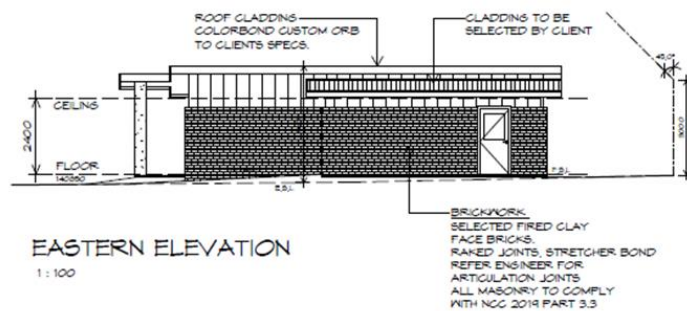 ROOF CLADDING
COLORBOND CUSTOM ORB
TO CLIENTS SPECS.
CLADDING TO BE
SELECTED BY CLIENT
45.0°
CEILING
2400
3000
FLOOR
F.S.L
E.S.L
BRICKWORK
SELECTED FIRED CLAY
FACE BRICKS.
RAKED JOINTS, STRETCHER BOND
REFER ENGINEER FOR
ARTICULATION JOINTS
ALL MASONRY TO COMPLY
WITH NCC 2019 PART 3.3
EASTERN ELEVATION
1 : 100